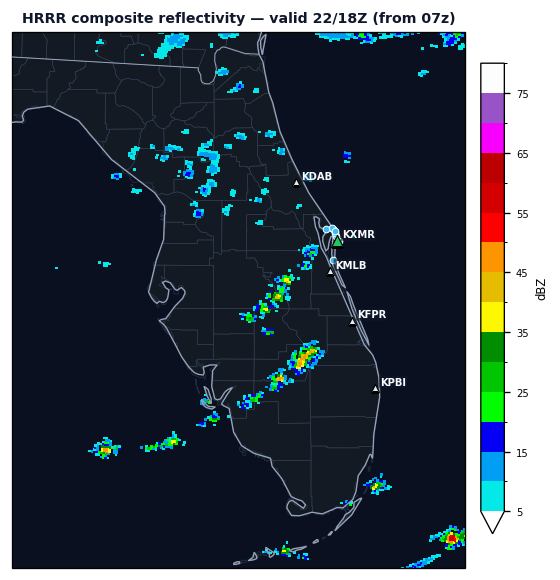 HRRR composite reflectivity — valid 22/18Z (from 07z)
KDAB
KXMR
KMLB
KFPR
KPBI
75
65
55
45
35
25
15
5
dBZ